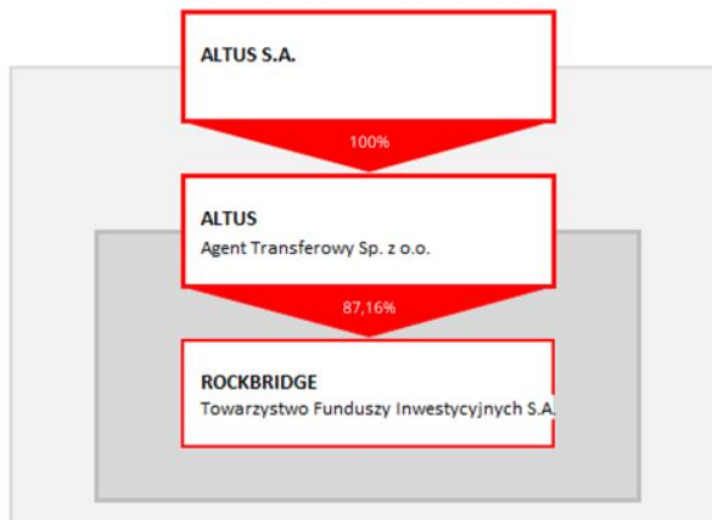 ALTUS S.A.
100%
ALTUS
Agent Transferowy Sp. z o.o.
87,16%
ROCKBRIDGE
Towarzystwo Funduszy Inwestycyjnych S.A.